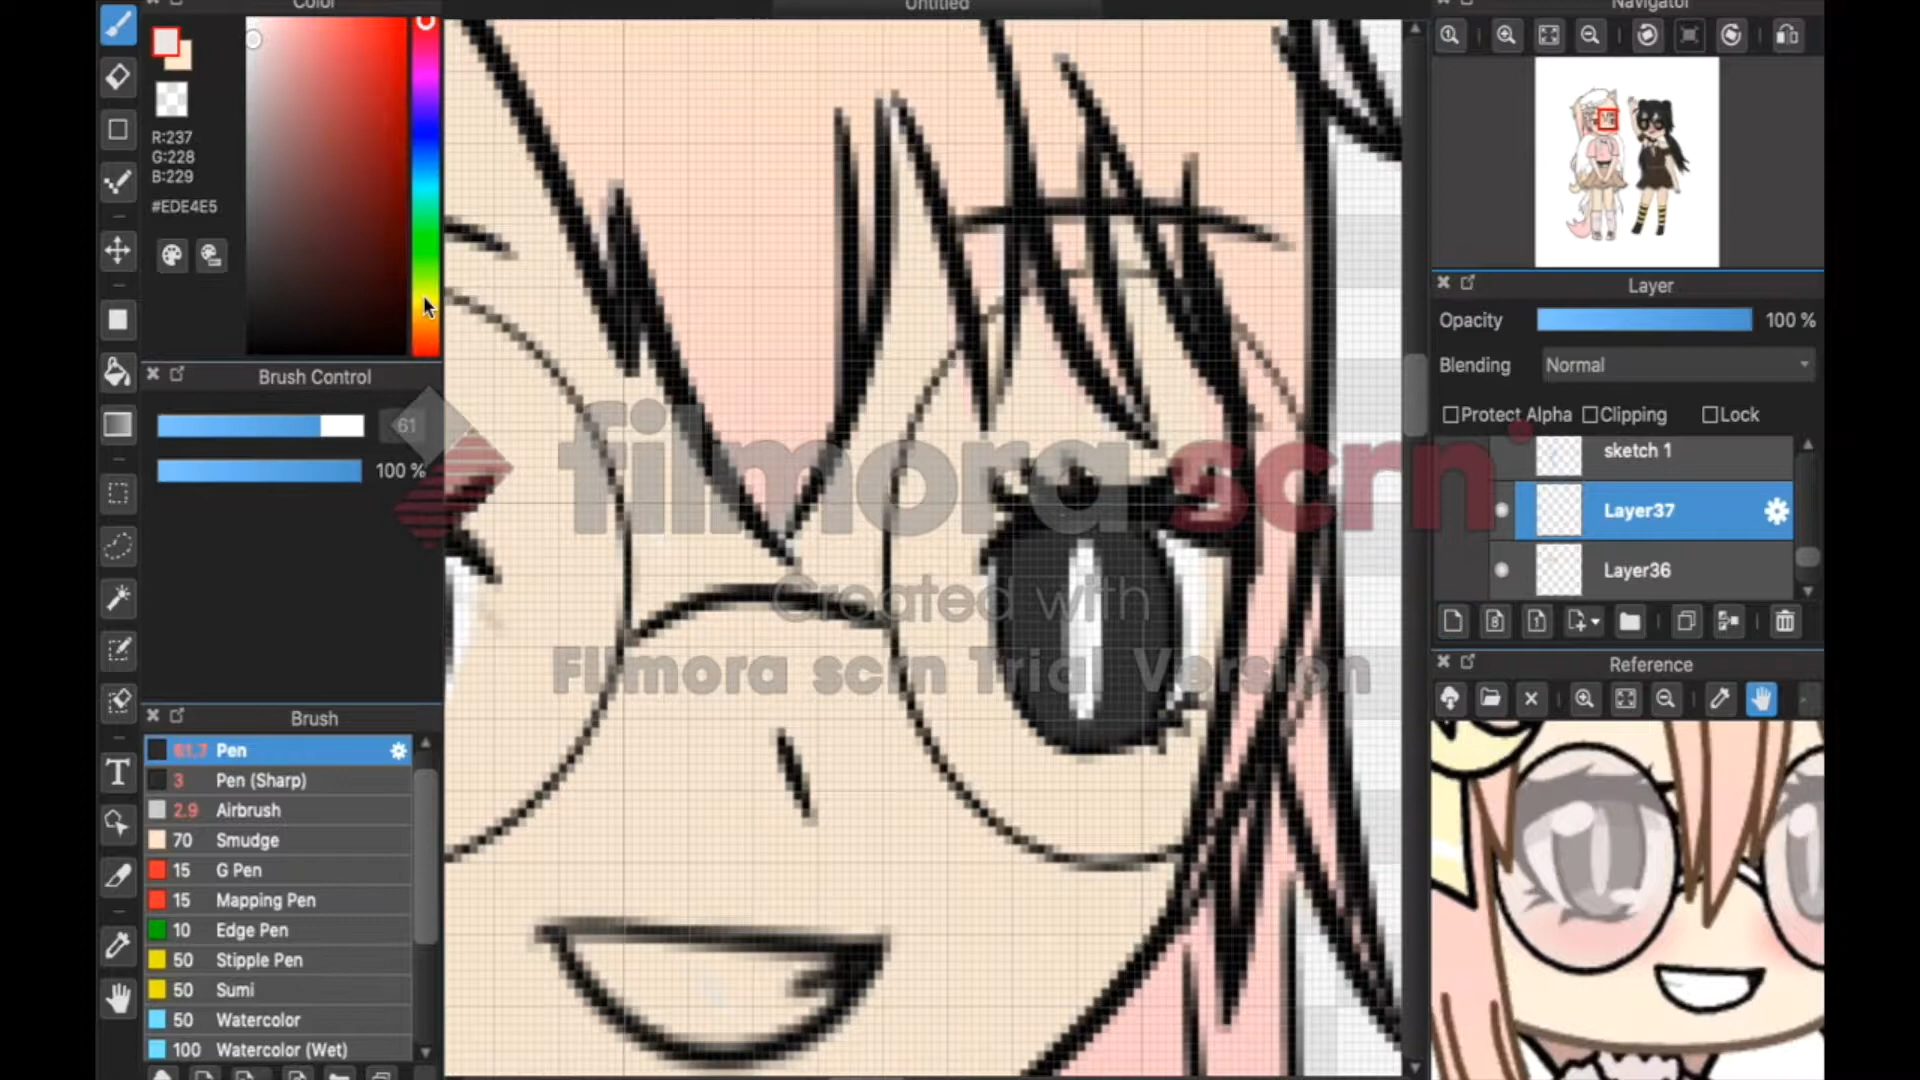 Color
Untitled
Navigator
R:237
G:228
B:229
#EDE4E5
Layer
Opacity 100 %
Blending Normal
Protect Alpha Clipping Lock
Brush Control
61
100 %
sketch 1
Layer37
Layer36
filmora scrn
Created with
Filmora scrn Trial Version
Reference
Brush
61.7 Pen
3 Pen (Sharp)
2.9 Airbrush
70 Smudge
15 G Pen
15 Mapping Pen
10 Edge Pen
50 Stipple Pen
50 Sumi
50 Watercolor
100 Watercolor (Wet)